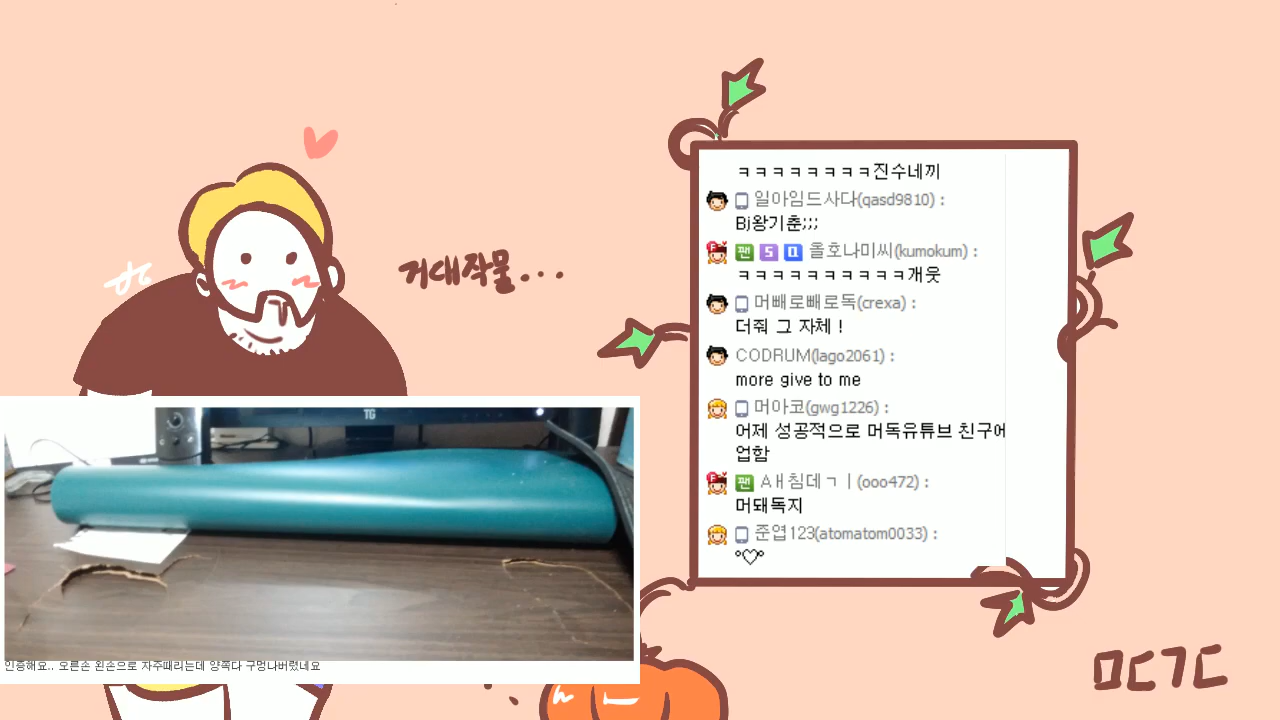 거대작물...
TG
인증해요.. 오른손 왼손으로 자주때리는데 양쪽다 구멍나버렸네요
ㅋㅋㅋㅋㅋㅋㅋㅋ진수네끼
일아임드사다(qasd9810) :
Bj왕기춘;;;
팬 S Q 올호나미씨(kumokum) :
ㅋㅋㅋㅋㅋㅋㅋㅋㅋㅋ개웃
머빼로빼로독(crexa) :
더줘 그 자체 !
CODRUM(lago2061) :
more give to me
머아코(gwg1226) :
어제 성공적으로 머독유튜브 친구에
업함
팬 Aㅐ침데ㄱㅣ(ooo472) :
머돼독지
준엽123(atomatom0033) :
°♡°
ㅁㄷㄱㄷ